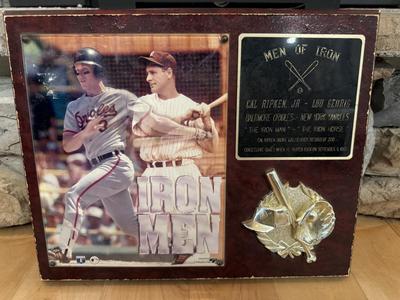 MEN OF IRON
CAL RIPKEN, JR - LOU GEHRIG
BALTIMORE ORIOLES - NEW YORK YANKEES
"THE IRON MAN" - "THE IRON HORSE"
Orioles
3
IRON
MEN